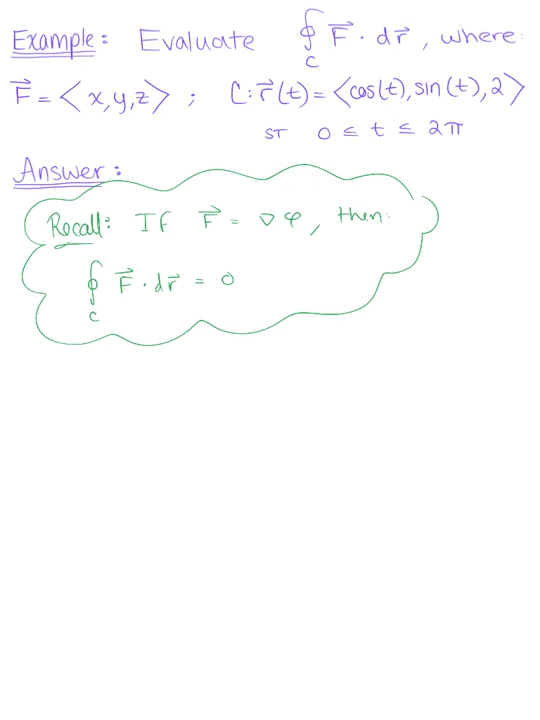 Example: Evaluate ∮_C F⃗ · dr⃗, where:
F⃗ = <x,y,z> ; C: r⃗(t) = <cos(t), sin(t), 2>
ST 0 ≤ t ≤ 2π
Answer:
Recall: If F⃗ = ∇φ, then:
∮_C F⃗ · dr⃗ = 0